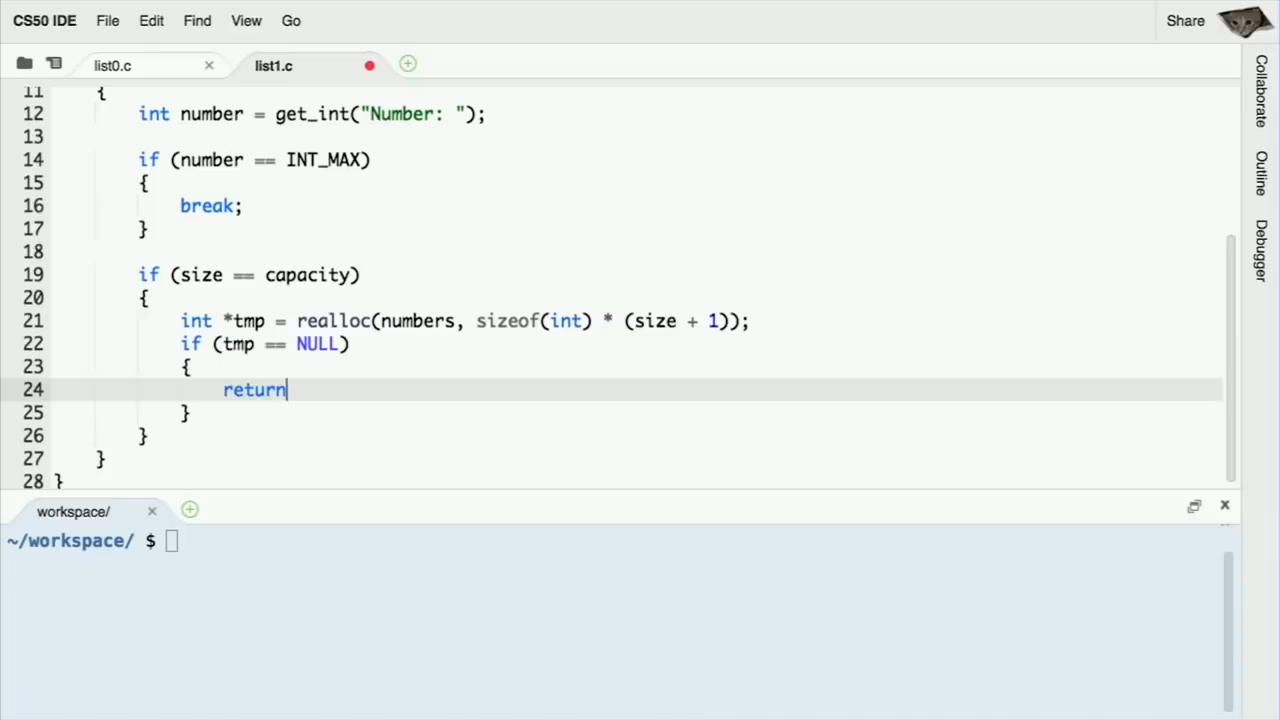 CS50 IDE File Edit Find View Go Share
list0.c × list1.c
11 {
12 int number = get_int("Number: ");
13
14 if (number == INT_MAX)
15 {
16 break;
17 }
18
19 if (size == capacity)
20 {
21 int *tmp = realloc(numbers, sizeof(int) * (size + 1));
22 if (tmp == NULL)
23 {
24 return
25 }
26 }
27 }
28 }
Collaborate
Outline
Debugger
workspace/ ×
~/workspace/ $